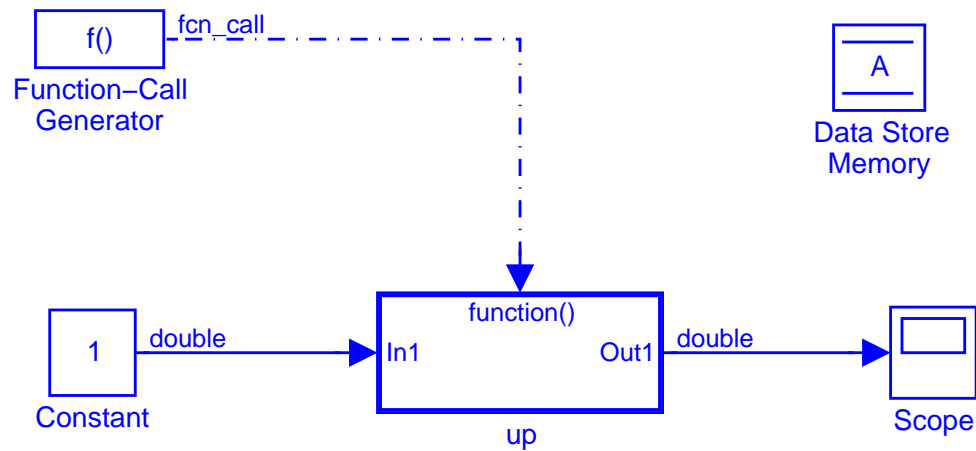 f()
fcn_call
Function−Call
Generator
A
Data Store
Memory
function()
1
double
In1
Out1
double
Constant
up
Scope